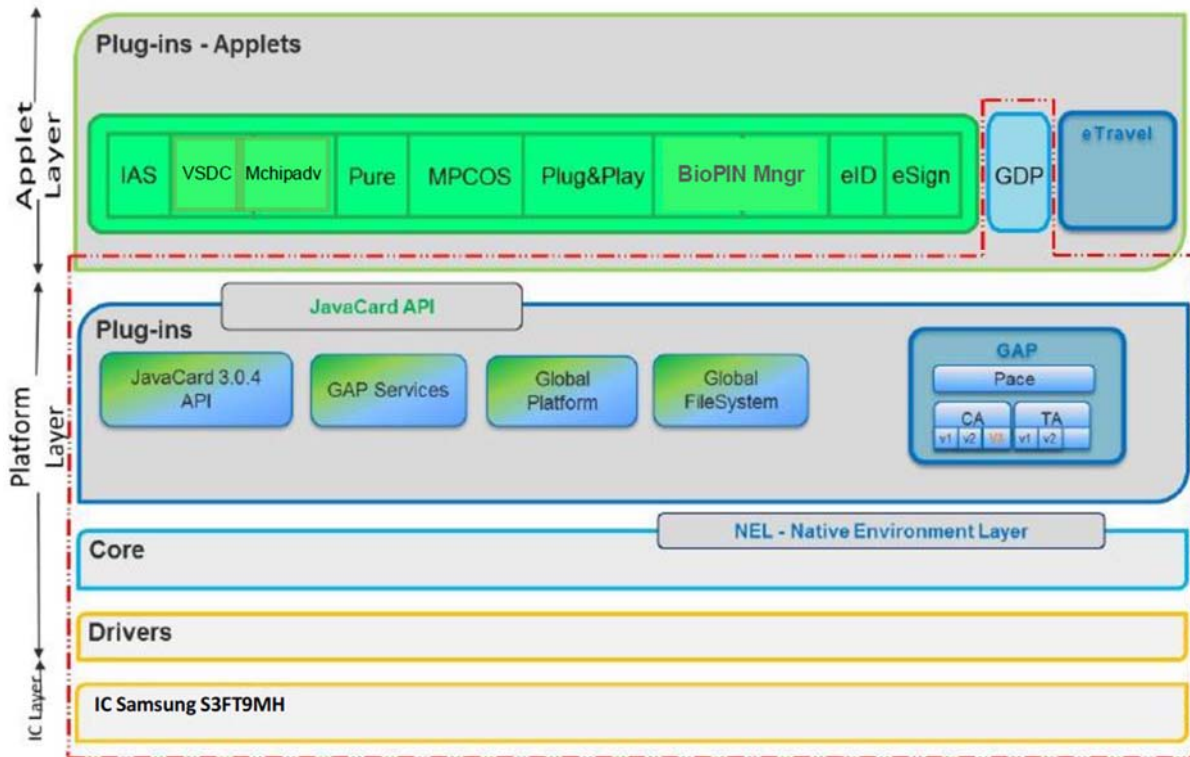 Plug-ins - Applets
Applet
Layer
IAS
VSDC
Mchipadv
Pure
MPCOS
Plug&Play
BioPIN Mngr
eID
eSign
GDP
eTravel
JavaCard API
Plug-ins
Platform
Layer
JavaCard 3.0.4
API
GAP Services
Global
Platform
Global
FileSystem
GAP
Pace
CA
TA
v1
v2
V3
v1
v2
NEL - Native Environment Layer
Core
Drivers
IC Layer
IC Samsung S3FT9MH